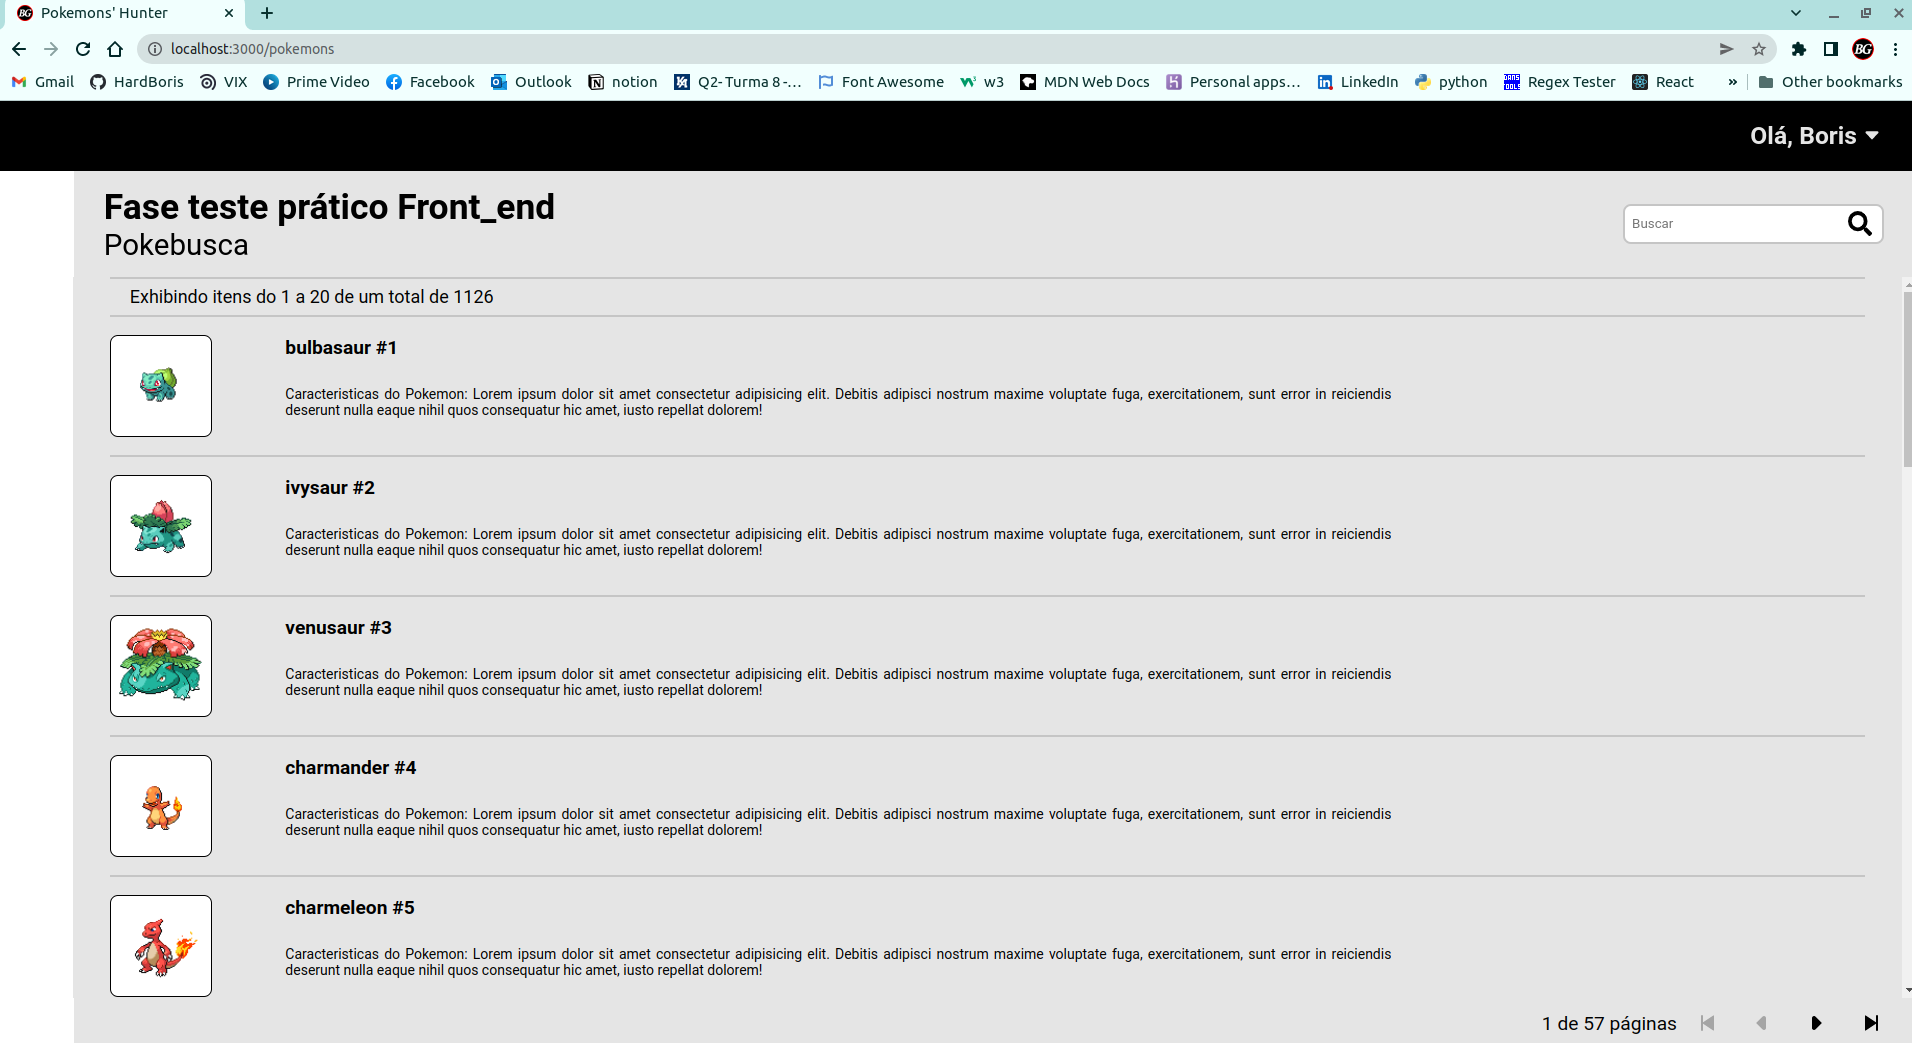 BG Pokemons' Hunter
localhost:3000/pokemons
BG
Gmail HardBoris VIX Prime Video Facebook Outlook notion Q2- Turma 8 -... Font Awesome w3 MDN Web Docs Personal apps... LinkedIn python Regex Tester React » Other bookmarks
Olá, Boris
Fase teste prático Front_end
Pokebusca
Buscar
Exhibindo itens do 1 a 20 de um total de 1126
bulbasaur #1
Caracteristicas do Pokemon: Lorem ipsum dolor sit amet consectetur adipisicing elit. Debitis adipisci nostrum maxime voluptate fuga, exercitationem, sunt error in reiciendis
deserunt nulla eaque nihil quos consequatur hic amet, iusto repellat dolorem!
ivysaur #2
Caracteristicas do Pokemon: Lorem ipsum dolor sit amet consectetur adipisicing elit. Debitis adipisci nostrum maxime voluptate fuga, exercitationem, sunt error in reiciendis
deserunt nulla eaque nihil quos consequatur hic amet, iusto repellat dolorem!
venusaur #3
Caracteristicas do Pokemon: Lorem ipsum dolor sit amet consectetur adipisicing elit. Debitis adipisci nostrum maxime voluptate fuga, exercitationem, sunt error in reiciendis
deserunt nulla eaque nihil quos consequatur hic amet, iusto repellat dolorem!
charmander #4
Caracteristicas do Pokemon: Lorem ipsum dolor sit amet consectetur adipisicing elit. Debitis adipisci nostrum maxime voluptate fuga, exercitationem, sunt error in reiciendis
deserunt nulla eaque nihil quos consequatur hic amet, iusto repellat dolorem!
charmeleon #5
Caracteristicas do Pokemon: Lorem ipsum dolor sit amet consectetur adipisicing elit. Debitis adipisci nostrum maxime voluptate fuga, exercitationem, sunt error in reiciendis
deserunt nulla eaque nihil quos consequatur hic amet, iusto repellat dolorem!
1 de 57 páginas